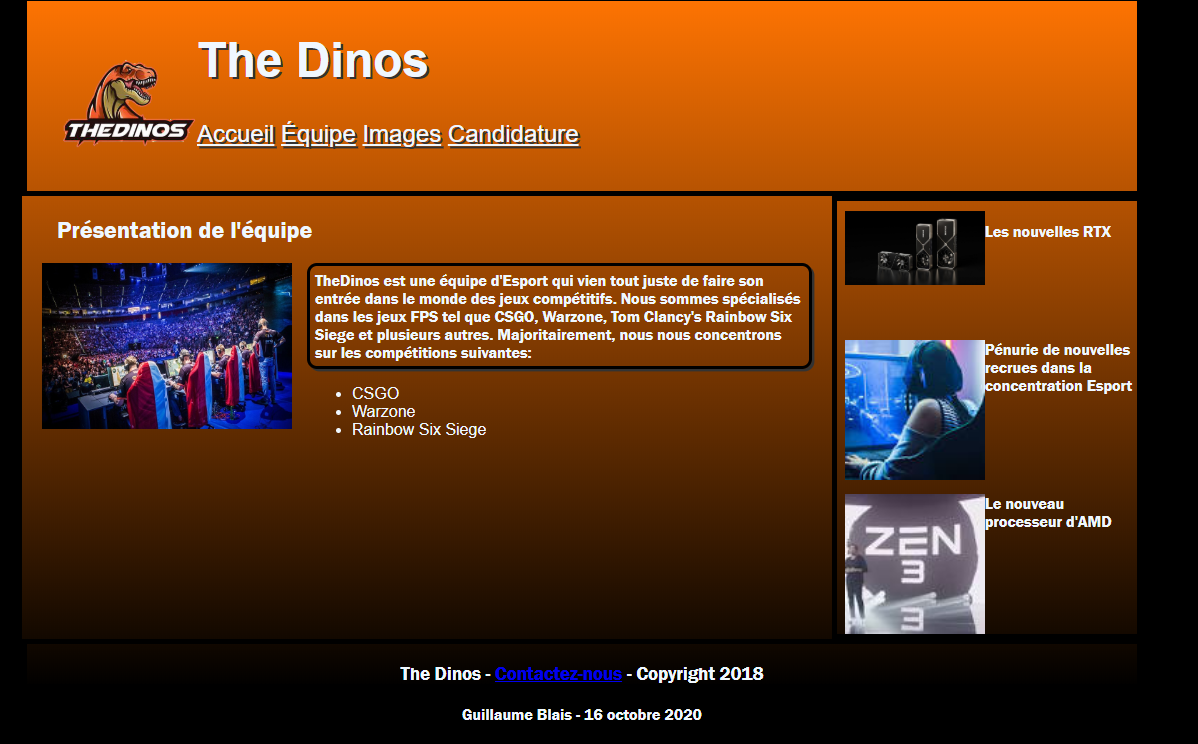 The Dinos
THEDINOS
Accueil Équipe Images Candidature
Présentation de l'équipe
TheDinos est une équipe d'Esport qui vien tout juste de faire son
entrée dans le monde des jeux compétitifs. Nous sommes spécialisés
dans les jeux FPS tel que CSGO, Warzone, Tom Clancy's Rainbow Six
Siege et plusieurs autres. Majoritairement, nous nous concentrons
sur les compétitions suivantes:
CSGO
Warzone
Rainbow Six Siege
Les nouvelles RTX
Pénurie de nouvelles
recrues dans la
concentration Esport
Le nouveau
processeur d'AMD
ZEN
3
The Dinos - Contactez-nous - Copyright 2018
Guillaume Blais - 16 octobre 2020